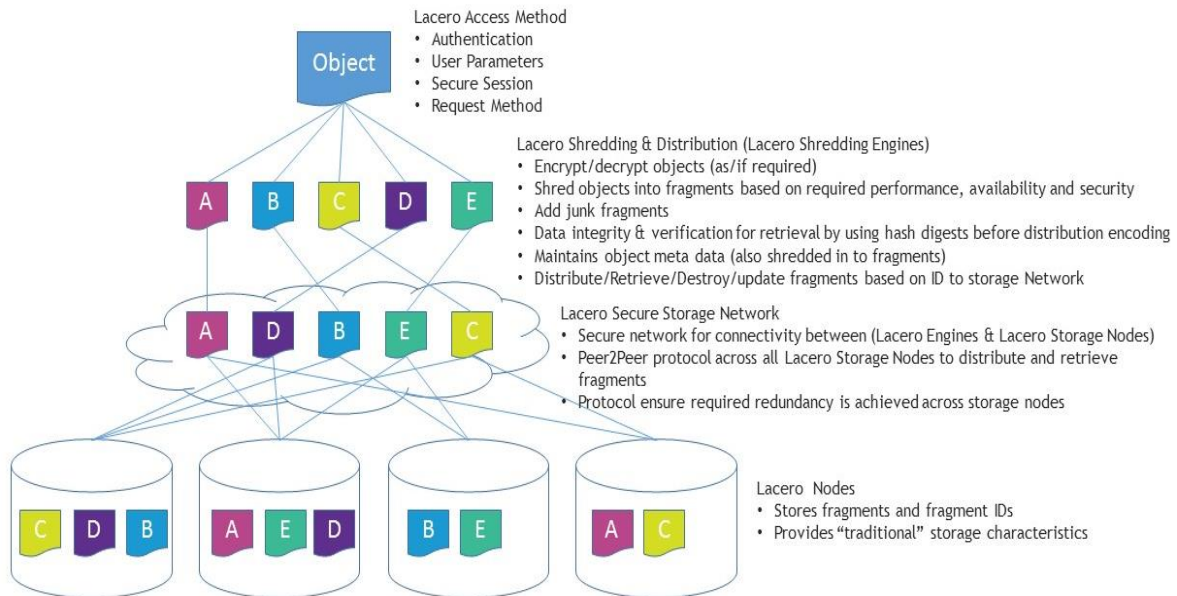 Lacero Access Method
• Authentication
• User Parameters
• Secure Session
• Request Method
Object
Lacero Shredding & Distribution (Lacero Shredding Engines)
• Encrypt/decrypt objects (as/if required)
• Shred objects into fragments based on required performance, availability and security
• Add junk fragments
• Data integrity & verification for retrieval by using hash digests before distribution encoding
• Maintains object meta data (also shredded in to fragments)
• Distribute/Retrieve/Destroy/update fragments based on ID to storage Network
A B C D E
Lacero Secure Storage Network
• Secure network for connectivity between (Lacero Engines & Lacero Storage Nodes)
• Peer2Peer protocol across all Lacero Storage Nodes to distribute and retrieve
fragments
• Protocol ensure required redundancy is achieved across storage nodes
A D B E C
Lacero Nodes
• Stores fragments and fragment IDs
• Provides “traditional” storage characteristics
C D B
A E D
B E
A C